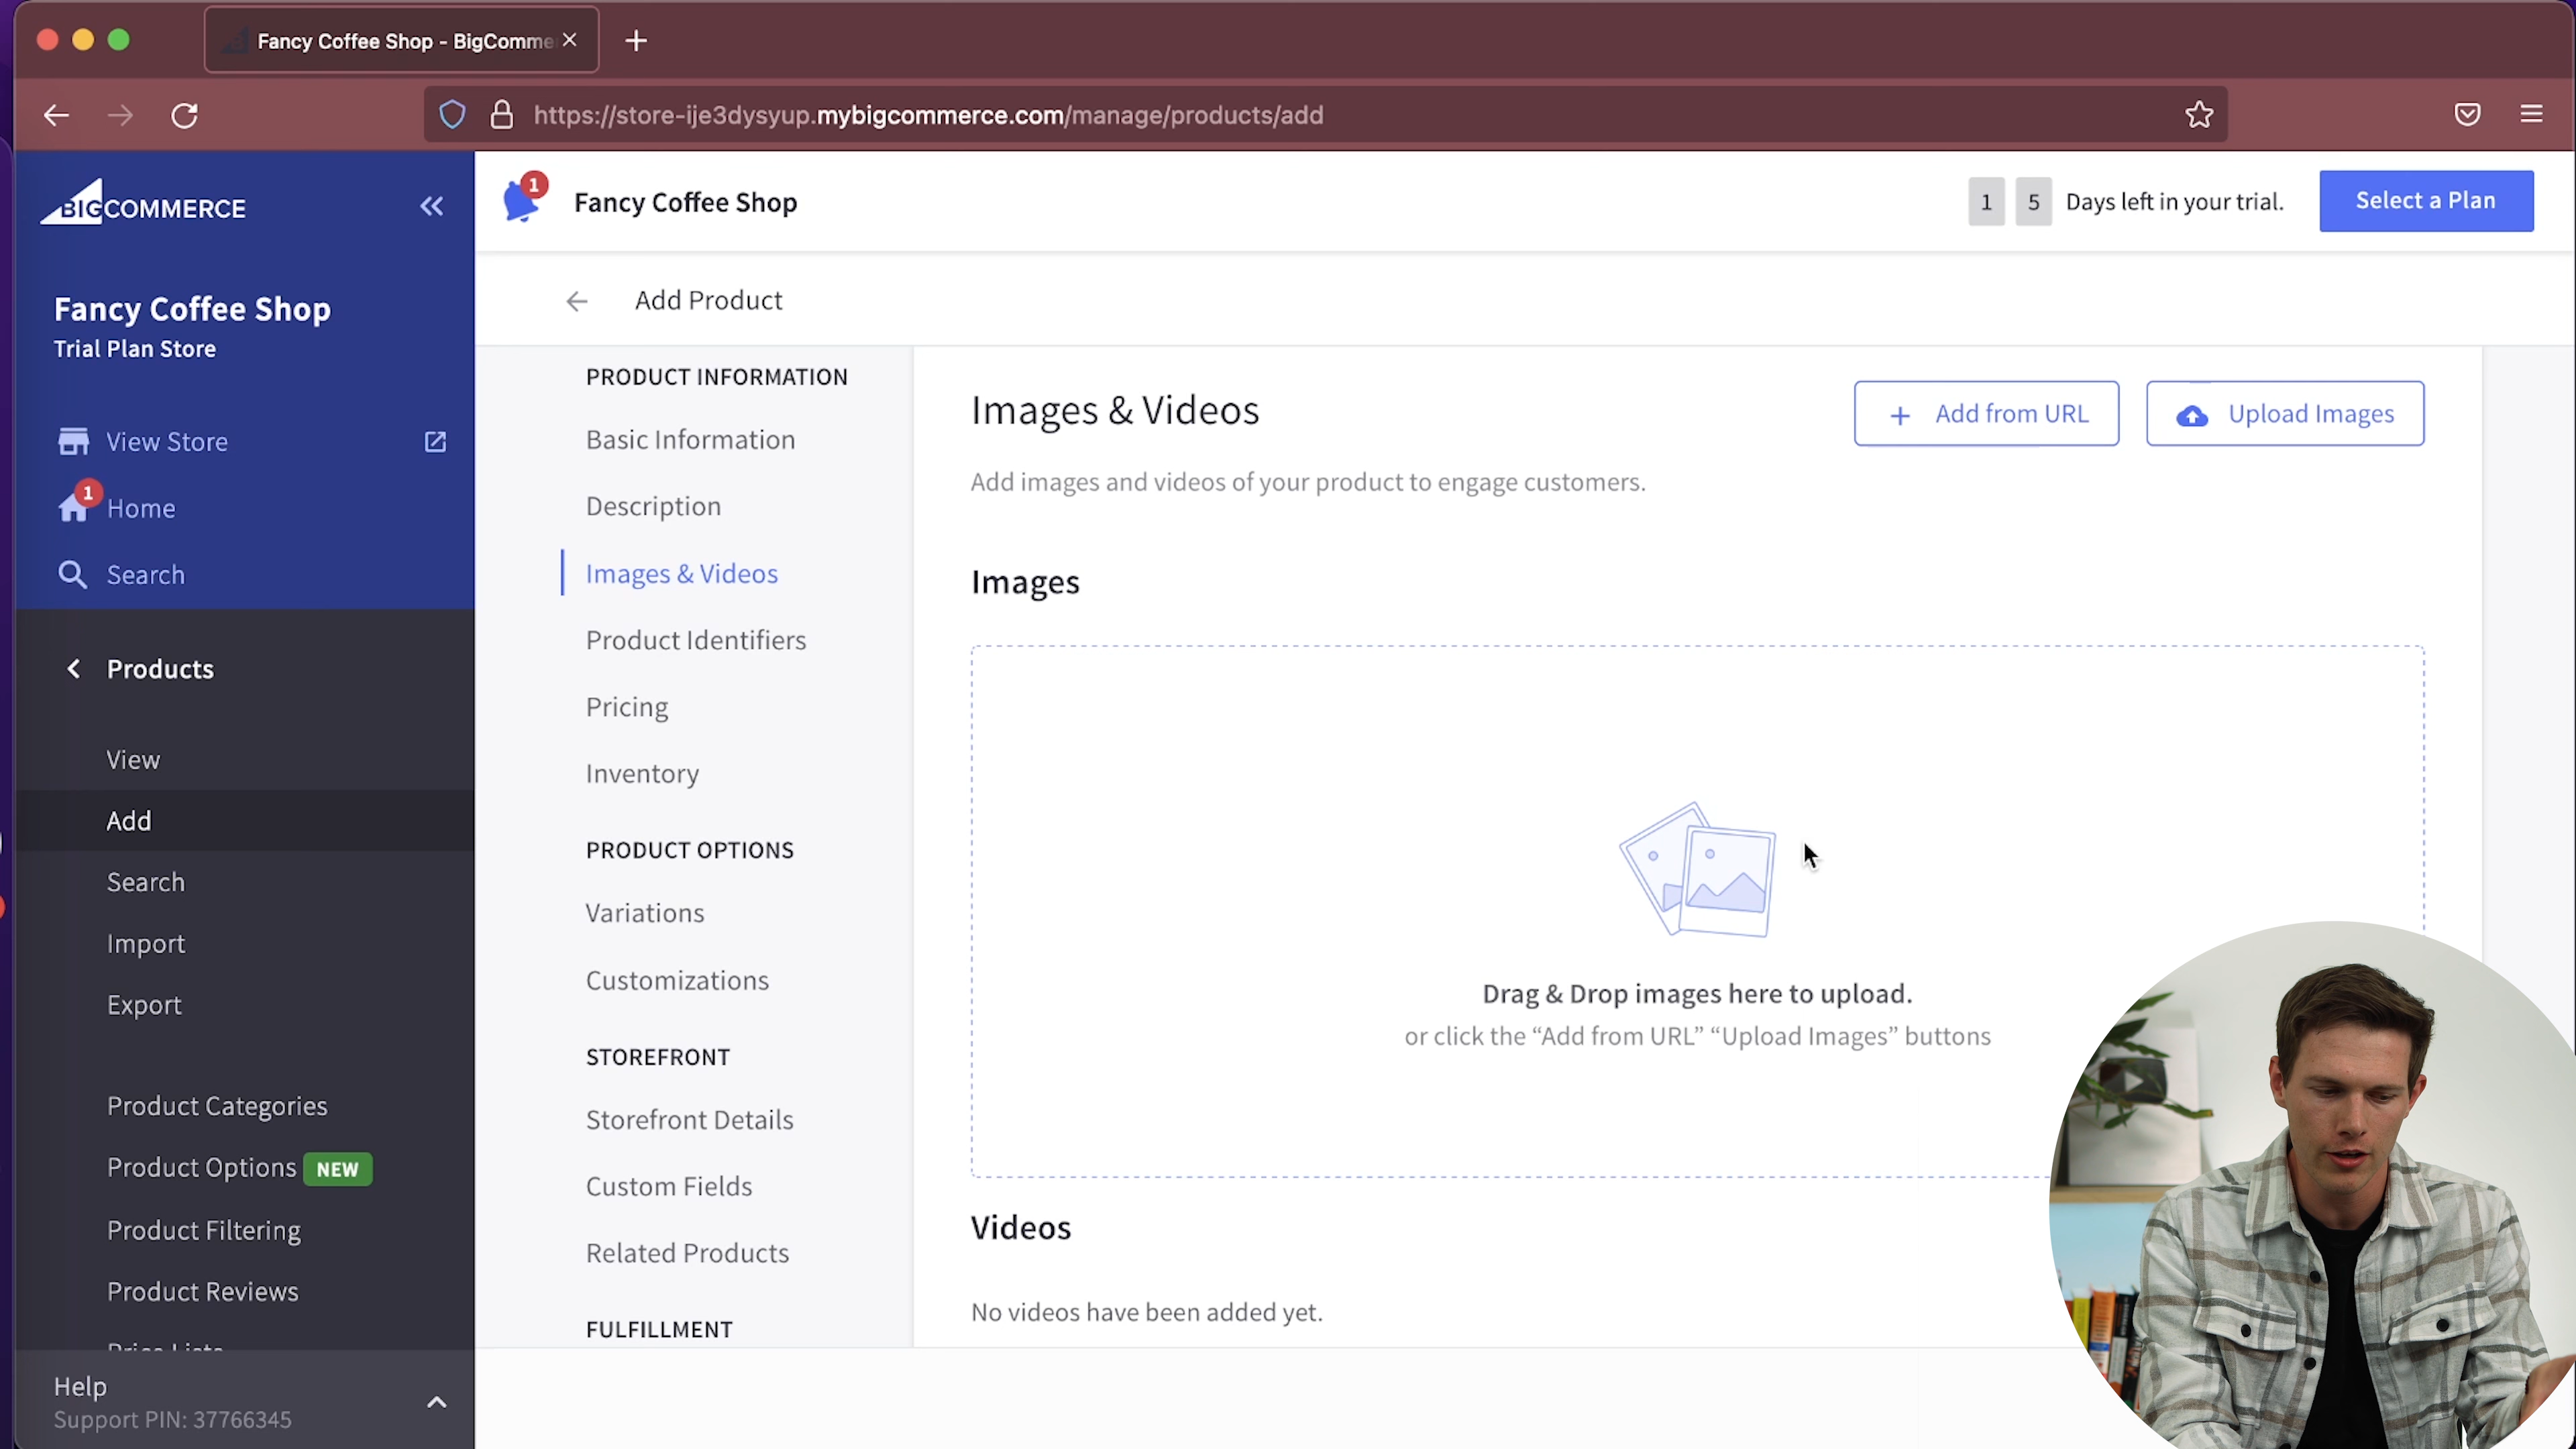 Fancy Coffee Shop - BigComme
https://store-ije3dysyup.mybigcommerce.com/manage/products/add
BIGCOMMERCE
1
Fancy Coffee Shop
1 5 Days left in your trial.
Select a Plan
Fancy Coffee Shop
Trial Plan Store
View Store
1
Home
Search
Products
View
Add
Search
Import
Export
Product Categories
Product Options NEW
Product Filtering
Product Reviews
Price Lists
Help
Support PIN: 37766345
Add Product
PRODUCT INFORMATION
Basic Information
Description
Images & Videos
Product Identifiers
Pricing
Inventory
PRODUCT OPTIONS
Variations
Customizations
STOREFRONT
Storefront Details
Custom Fields
Related Products
FULFILLMENT
Images & Videos
Add from URL
Upload Images
Add images and videos of your product to engage customers.
Images
Drag & Drop images here to upload.
or click the “Add from URL” “Upload Images” buttons
Videos
No videos have been added yet.